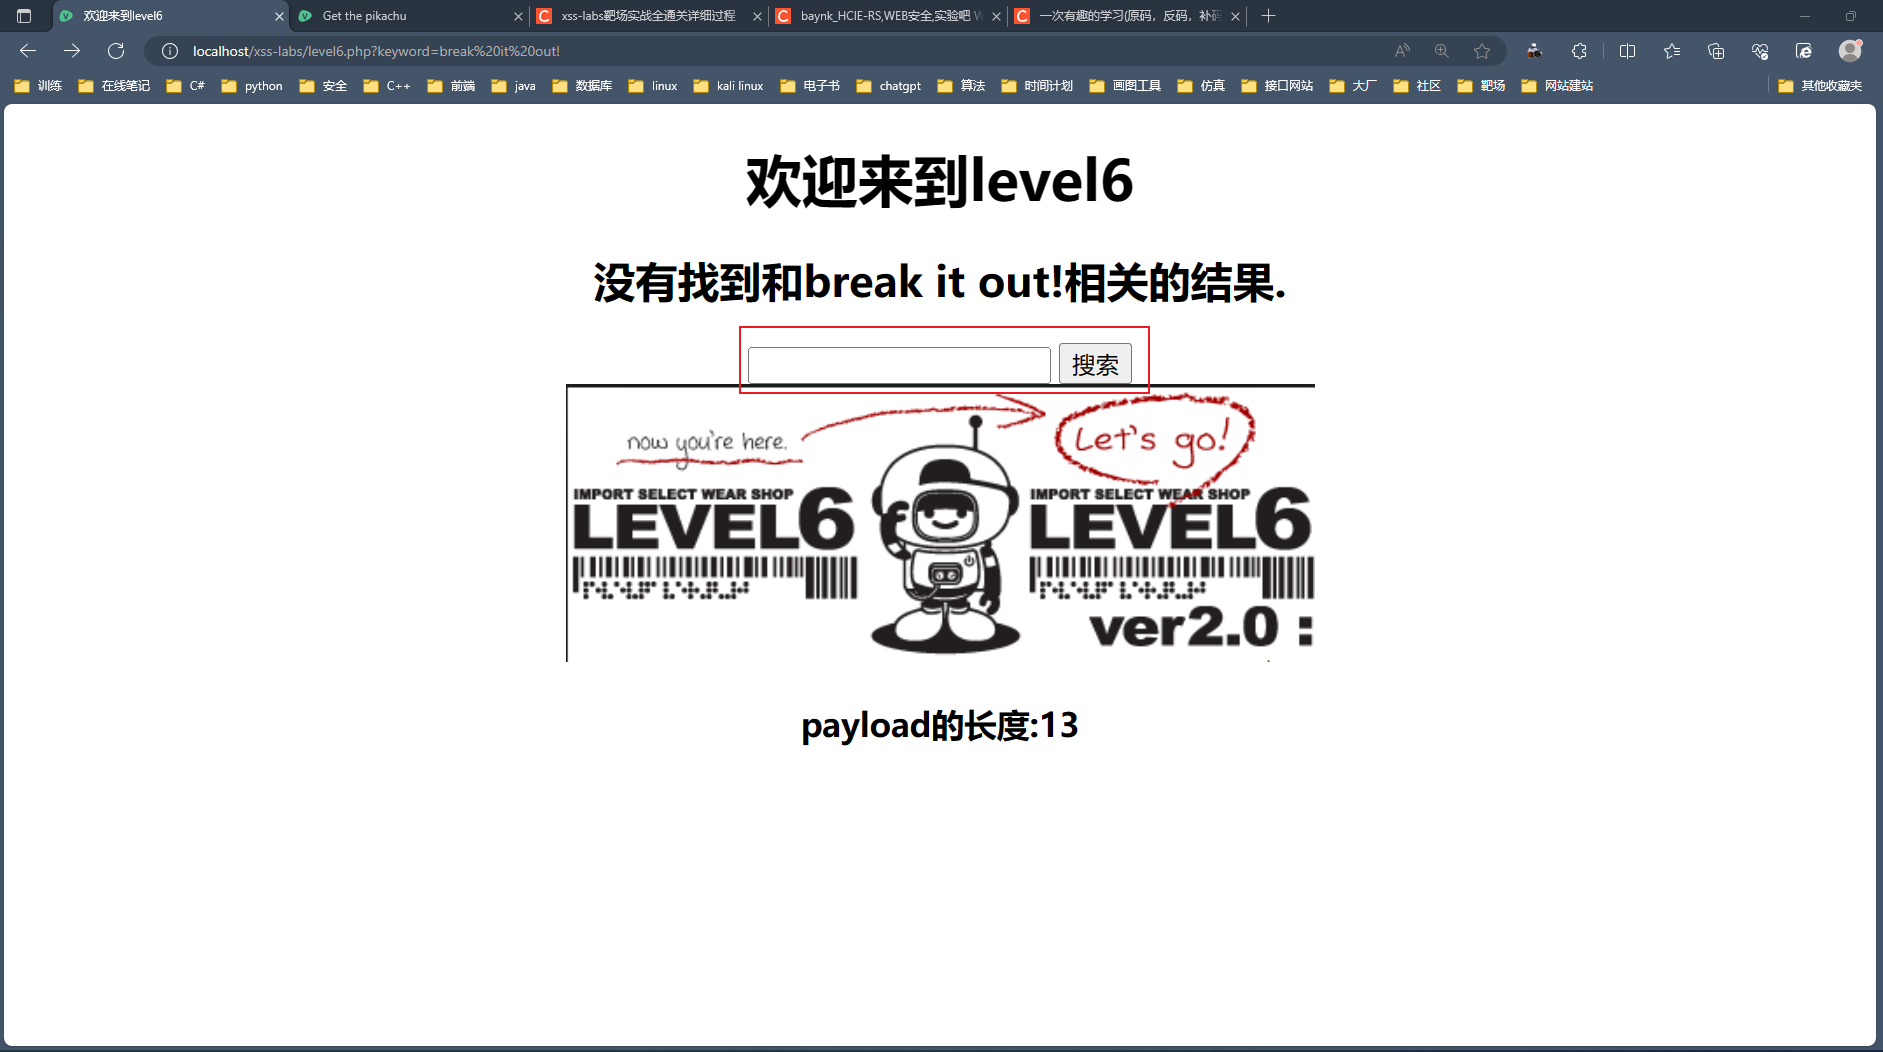 欢迎来到level6
Get the pikachu
xss-labs靶场实战全通关详细过程
baynk_HCIE-RS,WEB安全,实验吧 W
一次有趣的学习(原码，反码，补码
localhost/xss-labs/level6.php?keyword=break%20it%20out!
训练 在线笔记 C# python 安全 C++ 前端 java 数据库 linux kali linux 电子书 chatgpt 算法 时间计划 画图工具 仿真 接口网站 大厂 社区 靶场 网站建站 其他收藏夹
欢迎来到level6
没有找到和break it out!相关的结果.
搜索
now you're here.
Let's go!
IMPORT SELECT WEAR SHOP
LEVEL6
IMPORT SELECT WEAR SHOP
LEVEL6
ver2.0 :
payload的长度:13